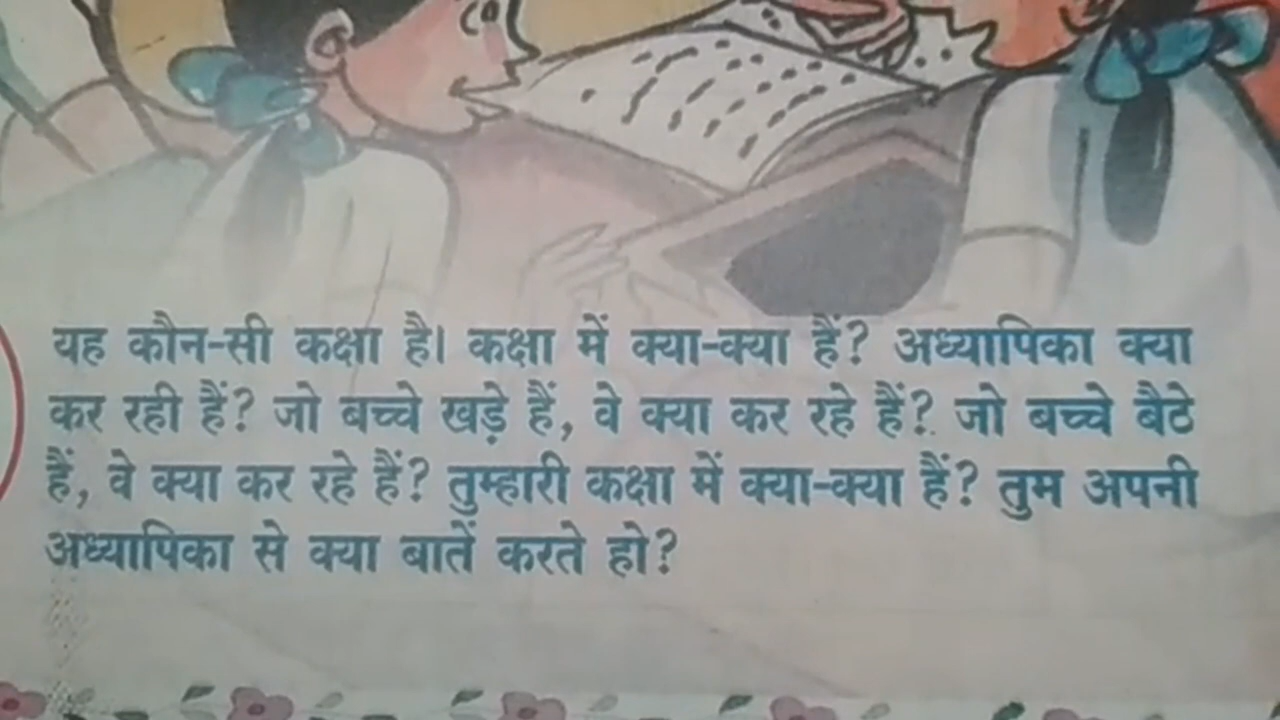 यह कौन-सी कक्षा है। कक्षा में क्या-क्या हैं? अध्यापिका क्या
कर रही हैं? जो बच्चे खड़े हैं, वे क्या कर रहे हैं? जो बच्चे बैठे
हैं, वे क्या कर रहे हैं? तुम्हारी कक्षा में क्या-क्या हैं? तुम अपनी
अध्यापिका से क्या बातें करते हो?